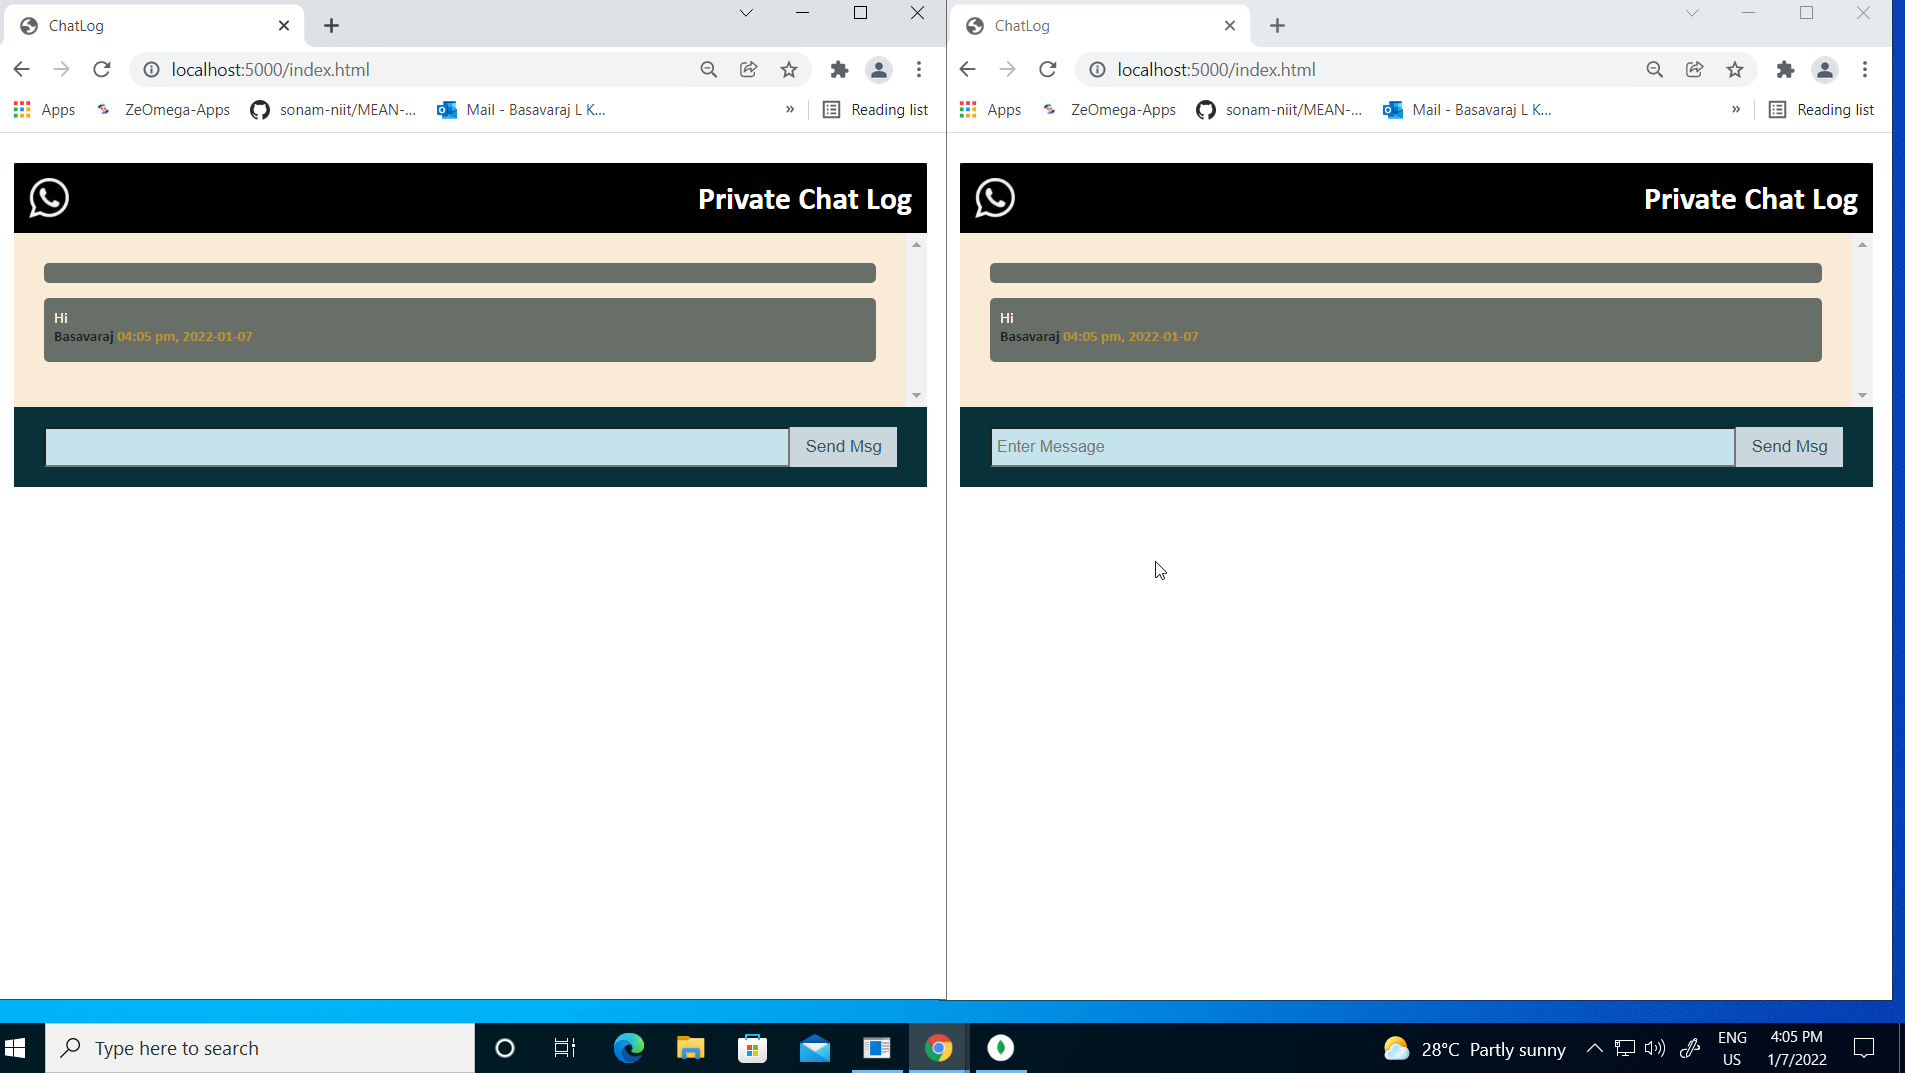 ChatLog
localhost:5000/index.html
Apps
ZeOmega-Apps
sonam-niit/MEAN-...
Mail - Basavaraj L K...
»
Reading list
Private Chat Log
Hi
Basavaraj 04:05 pm, 2022-01-07
Send Msg
ChatLog
localhost:5000/index.html
Apps
ZeOmega-Apps
sonam-niit/MEAN-...
Mail - Basavaraj L K...
»
Reading list
Private Chat Log
Hi
Basavaraj 04:05 pm, 2022-01-07
Enter Message
Send Msg
Type here to search
28°C Partly sunny
ENG
US
4:05 PM
1/7/2022